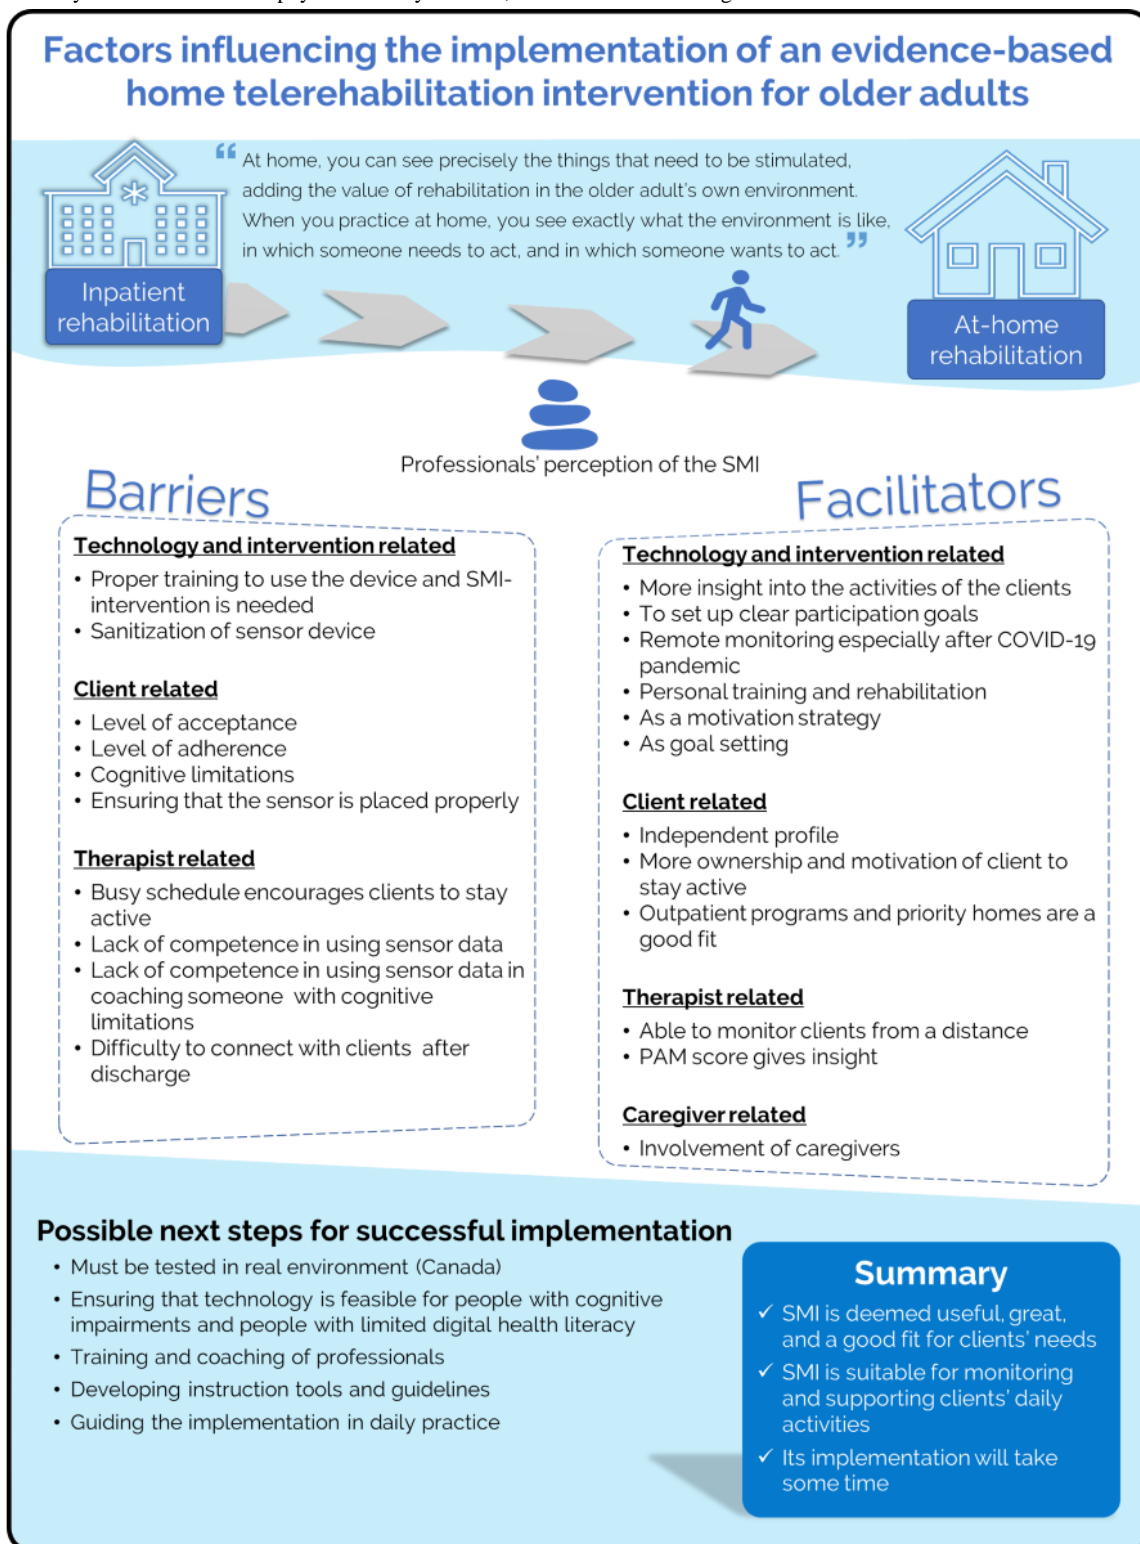 Factors influencing the implementation of an evidence-based
home telerehabilitation intervention for older adults
“ At home, you can see precisely the things that need to be stimulated,
adding the value of rehabilitation in the older adult's own environment.
When you practice at home, you see exactly what the environment is like,
in which someone needs to act, and in which someone wants to act. ”
Inpatient
rehabilitation
At-home
rehabilitation
Professionals' perception of the SMI
Barriers
Technology and intervention related
• Proper training to use the device and SMI-
intervention is needed
• Sanitization of sensor device
Client related
• Level of acceptance
• Level of adherence
• Cognitive limitations
• Ensuring that the sensor is placed properly
Therapist related
• Busy schedule encourages clients to stay
active
• Lack of competence in using sensor data
• Lack of competence in using sensor data in
coaching someone with cognitive
limitations
• Difficulty to connect with clients after
discharge
Facilitators
Technology and intervention related
• More insight into the activities of the clients
• To set up clear participation goals
• Remote monitoring especially after COVID-19
pandemic
• Personal training and rehabilitation
• As a motivation strategy
• As goal setting
Client related
• Independent profile
• More ownership and motivation of client to
stay active
• Outpatient programs and priority homes are a
good fit
Therapist related
• Able to monitor clients from a distance
• PAM score gives insight
Caregiver related
• Involvement of caregivers
Possible next steps for successful implementation
• Must be tested in real environment (Canada)
• Ensuring that technology is feasible for people with cognitive
impairments and people with limited digital health literacy
• Training and coaching of professionals
• Developing instruction tools and guidelines
• Guiding the implementation in daily practice
Summary
✓ SMI is deemed useful, great,
and a good fit for clients' needs
✓ SMI is suitable for monitoring
and supporting clients' daily
activities
✓ Its implementation will take
some time